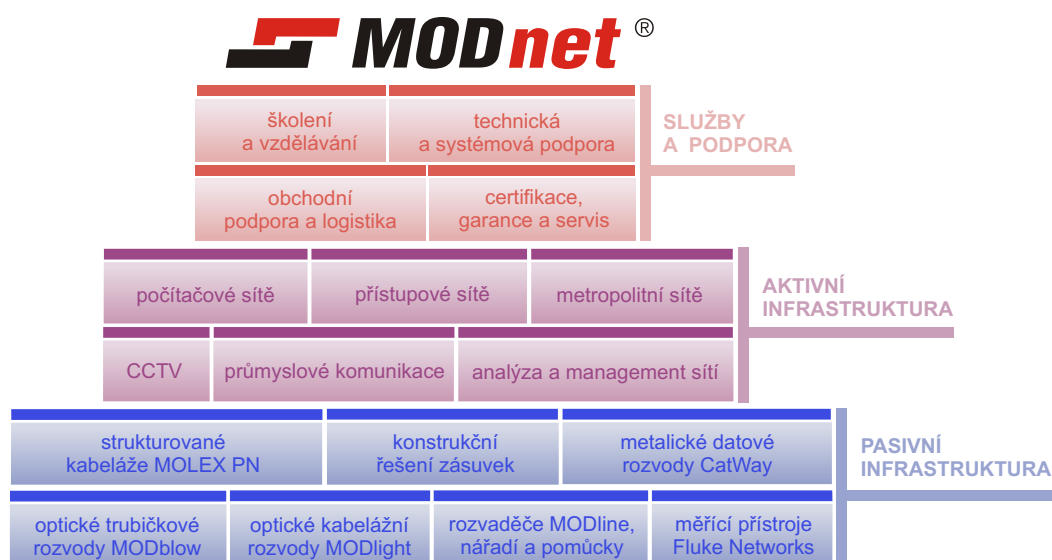 MODnet ®
školení
a vzdělávání
technická
a systémová podpora
SLUŽBY
A PODPORA
obchodní
podpora a logistika
certifikace,
garance a servis
počítačové sítě
přístupové sítě
metropolitní sítě
AKTIVNÍ
INFRASTRUKTURA
CCTV
průmyslové komunikace
analýza a management sítí
strukturované
kabeláže MOLEX PN
konstrukční
řešení zásuvek
metalické datové
rozvody CatWay
PASIVNÍ
INFRASTRUKTURA
optické trubičkové
rozvody MODblow
optické kabelážní
rozvody MODlight
rozvaděče MODline,
nářadí a pomůcky
měřící přístroje
Fluke Networks